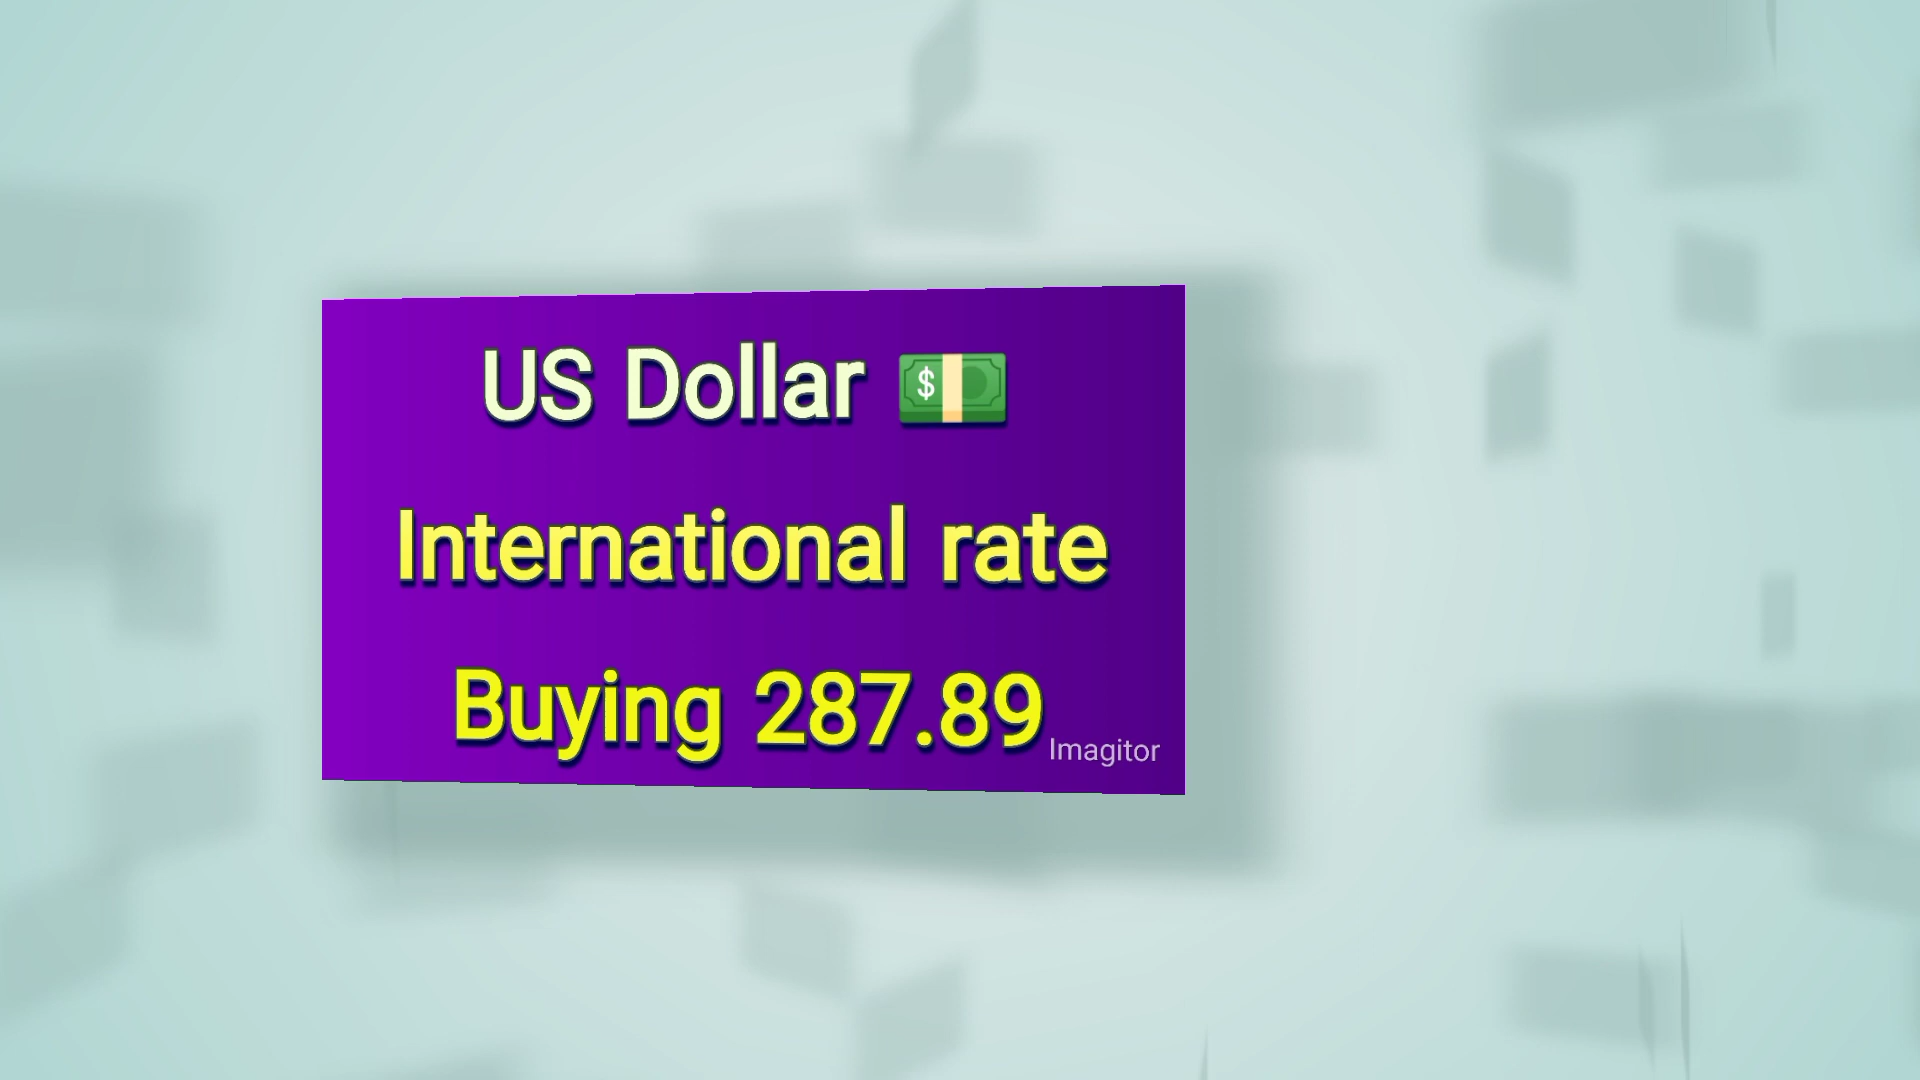 US Dollar 💵
International rate
Buying 287.89
Imagitor